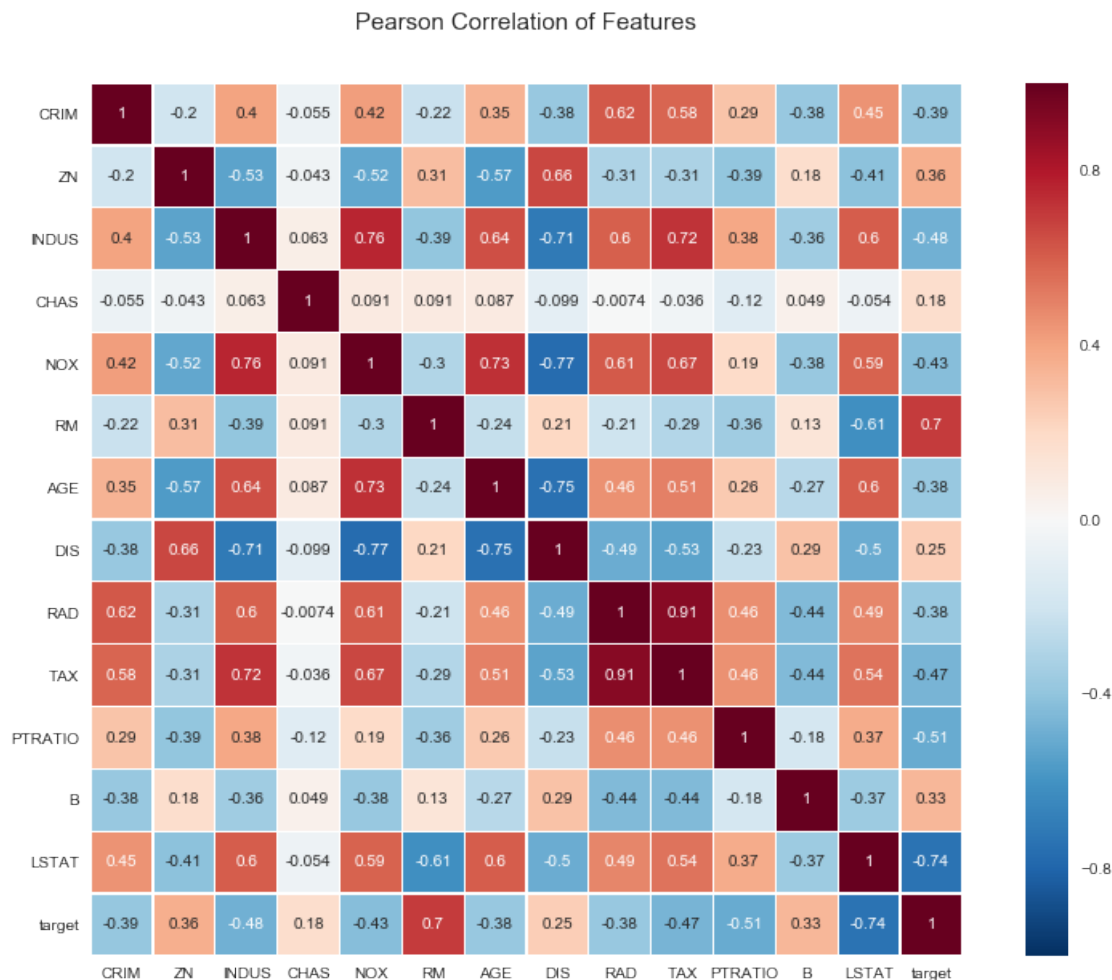 Pearson Correlation of Features
CRIM 1 -0.2 0.4 -0.055 0.42 -0.22 0.35 -0.38 0.62 0.58 0.29 -0.38 0.45 -0.39
ZN -0.2 1 -0.53 -0.043 -0.52 0.31 -0.57 0.66 -0.31 -0.31 -0.39 0.18 -0.41 0.36
INDUS 0.4 -0.53 1 0.063 0.76 -0.39 0.64 -0.71 0.6 0.72 0.38 -0.36 0.6 -0.48
CHAS -0.055 -0.043 0.063 1 0.091 0.091 0.087 -0.099 -0.0074 -0.036 -0.12 0.049 -0.054 0.18
NOX 0.42 -0.52 0.76 0.091 1 -0.3 0.73 -0.77 0.61 0.67 0.19 -0.38 0.59 -0.43
RM -0.22 0.31 -0.39 0.091 -0.3 1 -0.24 0.21 -0.21 -0.29 -0.36 0.13 -0.61 0.7
AGE 0.35 -0.57 0.64 0.087 0.73 -0.24 1 -0.75 0.46 0.51 0.26 -0.27 0.6 -0.38
DIS -0.38 0.66 -0.71 -0.099 -0.77 0.21 -0.75 1 -0.49 -0.53 -0.23 0.29 -0.5 0.25
RAD 0.62 -0.31 0.6 -0.0074 0.61 -0.21 0.46 -0.49 1 0.91 0.46 -0.44 0.49 -0.38
TAX 0.58 -0.31 0.72 -0.036 0.67 -0.29 0.51 -0.53 0.91 1 0.46 -0.44 0.54 -0.47
PTRATIO 0.29 -0.39 0.38 -0.12 0.19 -0.36 0.26 -0.23 0.46 0.46 1 -0.18 0.37 -0.51
B -0.38 0.18 -0.36 0.049 -0.38 0.13 -0.27 0.29 -0.44 -0.44 -0.18 1 -0.37 0.33
LSTAT 0.45 -0.41 0.6 -0.054 0.59 -0.61 0.6 -0.5 0.49 0.54 0.37 -0.37 1 -0.74
target -0.39 0.36 -0.48 0.18 -0.43 0.7 -0.38 0.25 -0.38 -0.47 -0.51 0.33 -0.74 1
CRIM ZN INDUS CHAS NOX RM AGE DIS RAD TAX PTRATIO B LSTAT target
0.8
0.4
0.0
−0.4
−0.8